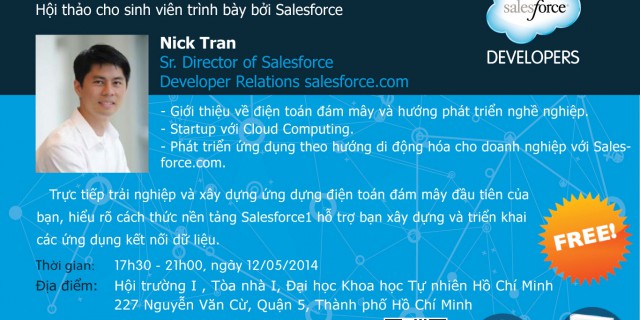 Hội thảo cho sinh viên trình bày bởi Salesforce
salesforce
DEVELOPERS
Nick Tran
Sr. Director of Salesforce
Developer Relations salesforce.com
- Giới thiệu về điện toán đám mây và hướng phát triển nghề nghiệp.
- Startup với Cloud Computing.
- Phát triển ứng dụng theo hướng di động hóa cho doanh nghiệp với Sales-
force.com.
Trực tiếp trải nghiệp và xây dựng ứng dụng điện toán đám mây đầu tiên của
bạn, hiểu rõ cách thức nền tảng Salesforce1 hỗ trợ bạn xây dựng và triển khai
các ứng dụng kết nối dữ liệu.
FREE!
Thời gian: 17h30 - 21h00, ngày 12/05/2014
Địa điểm: Hội trường I , Tòa nhà I, Đại học Khoa học Tự nhiên Hồ Chí Minh
227 Nguyễn Văn Cừ, Quận 5, Thành phố Hồ Chí Minh